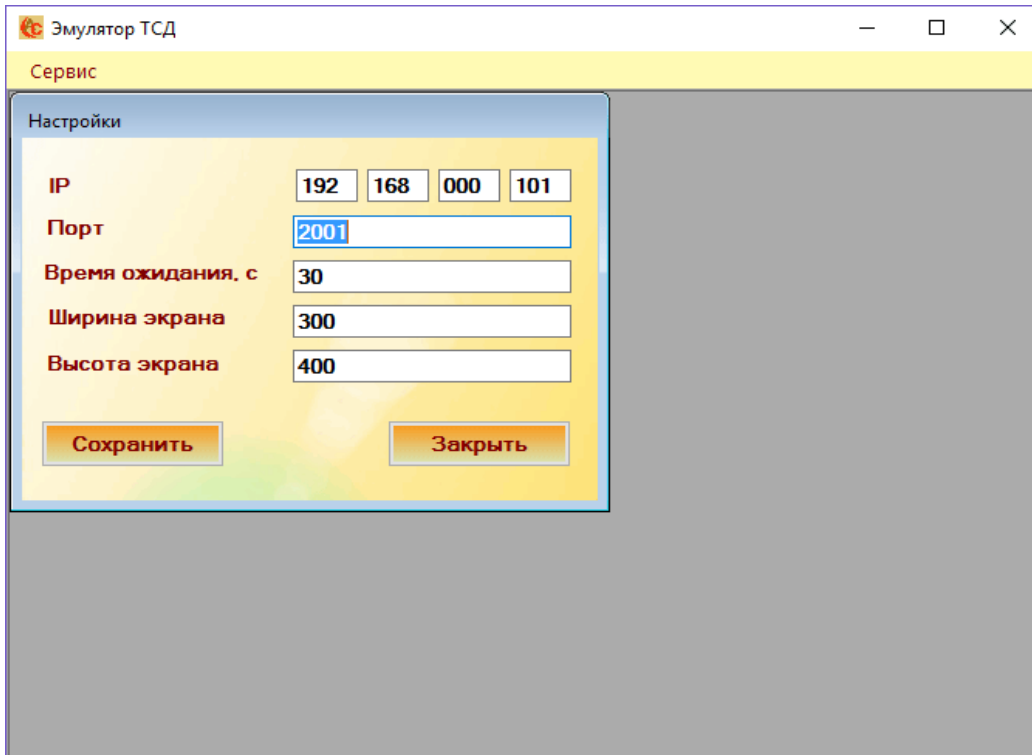 Эмулятор ТСД
Сервис
Настройки
IP 192 168 000 101
Порт 2001
Время ожидания, с 30
Ширина экрана 300
Высота экрана 400
Сохранить Закрыть